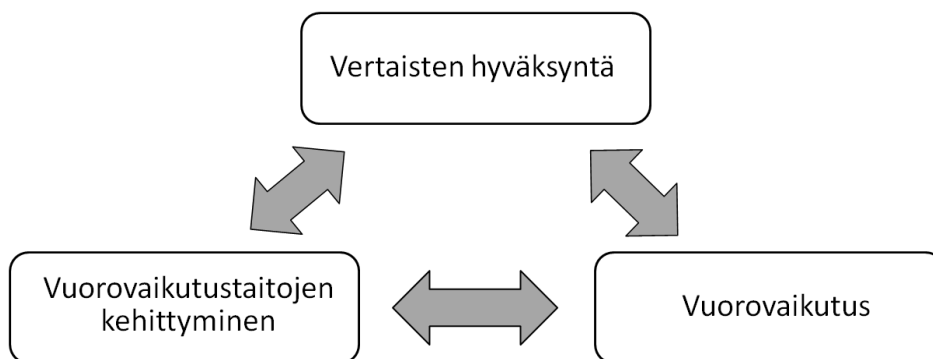 Vertaisten hyväksyntä
Vuorovaikutustaitojen
kehittyminen
Vuorovaikutus